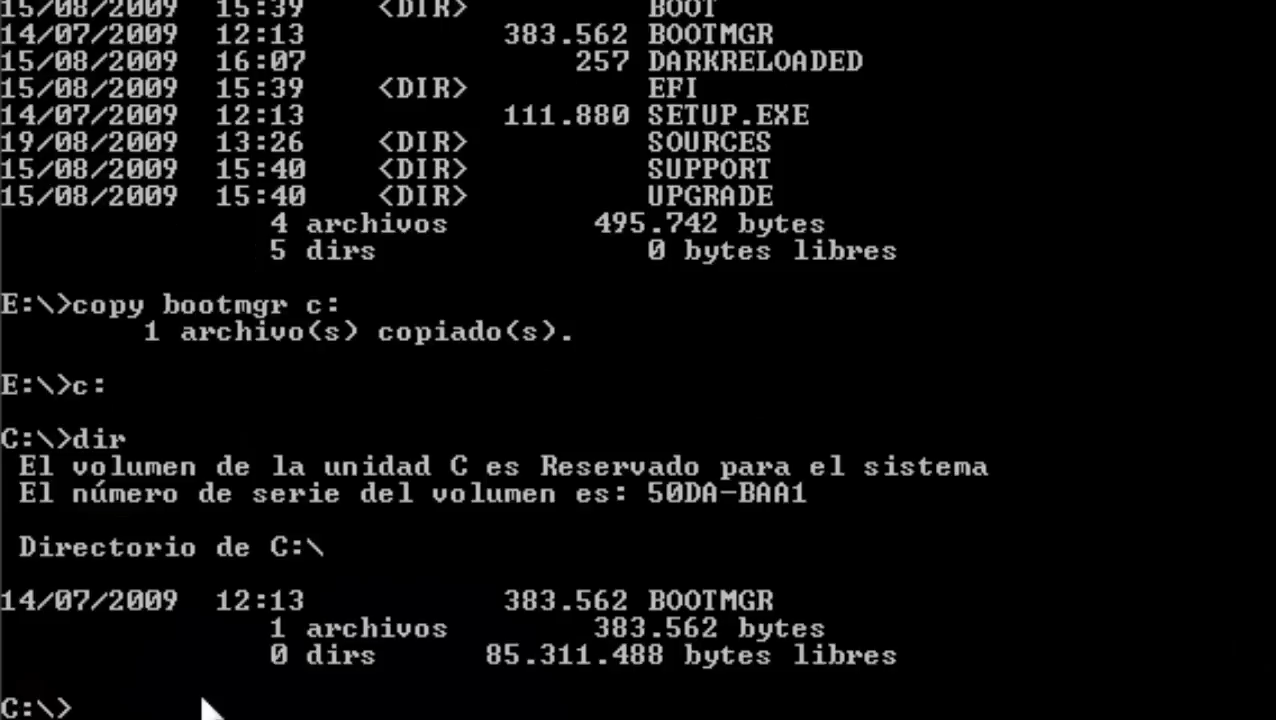 15/08/2009 15:39 <DIR> BOOT
14/07/2009 12:13 383.562 BOOTMGR
15/08/2009 16:07 257 DARKRELOADED
15/08/2009 15:39 <DIR> EFI
14/07/2009 12:13 111.880 SETUP.EXE
19/08/2009 13:26 <DIR> SOURCES
15/08/2009 15:40 <DIR> SUPPORT
15/08/2009 15:40 <DIR> UPGRADE
4 archivos 495.742 bytes
5 dirs 0 bytes libres
E:\>copy bootmgr c:
1 archivo(s) copiado(s).
E:\>c:
C:\>dir
El volumen de la unidad C es Reservado para el sistema
El número de serie del volumen es: 50DA-BAA1
Directorio de C:\
14/07/2009 12:13 383.562 BOOTMGR
1 archivos 383.562 bytes
0 dirs 85.311.488 bytes libres
C:\>